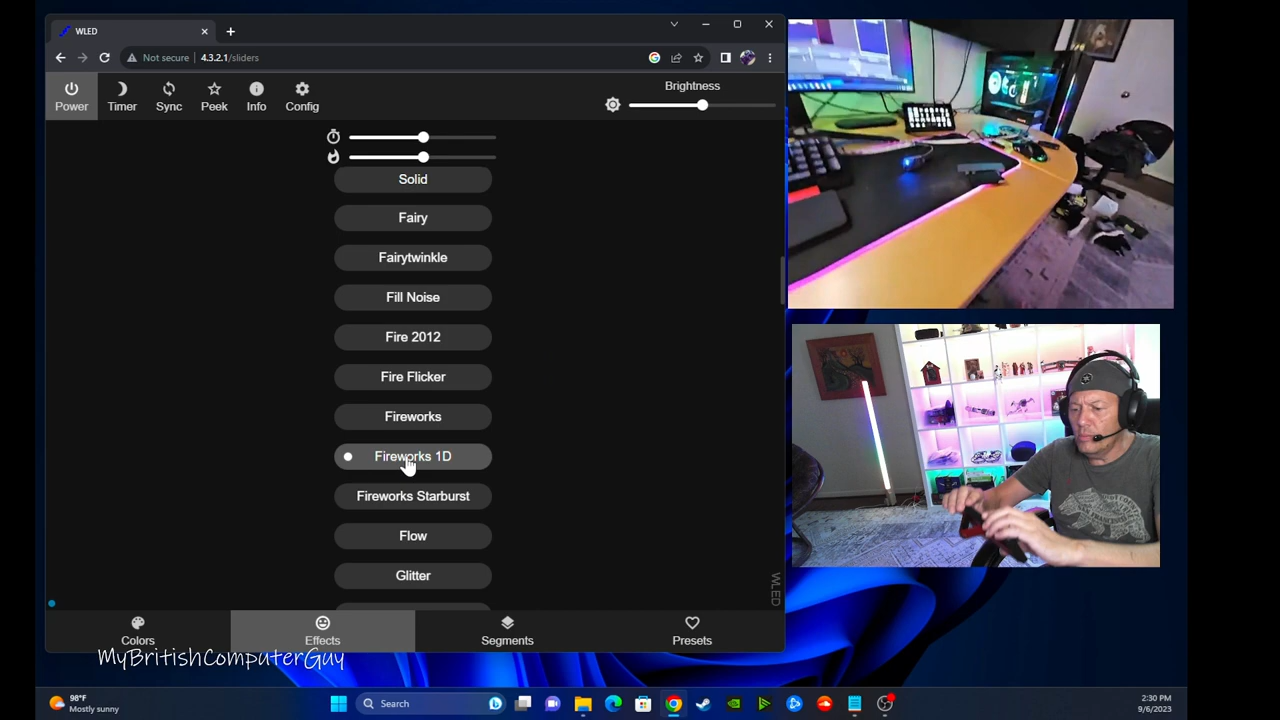 WLED
Not secure
4.3.2.1/sliders
Power
Timer
Sync
Peek
Info
Config
Brightness
Solid
Fairy
Fairytwinkle
Fill Noise
Fire 2012
Fire Flicker
Fireworks
Fireworks 1D
Fireworks Starburst
Flow
Glitter
WLED
Colors
Effects
Segments
Presets
MyBritishComputerGuy
98°F
Mostly sunny
Search
2:30 PM
9/6/2023